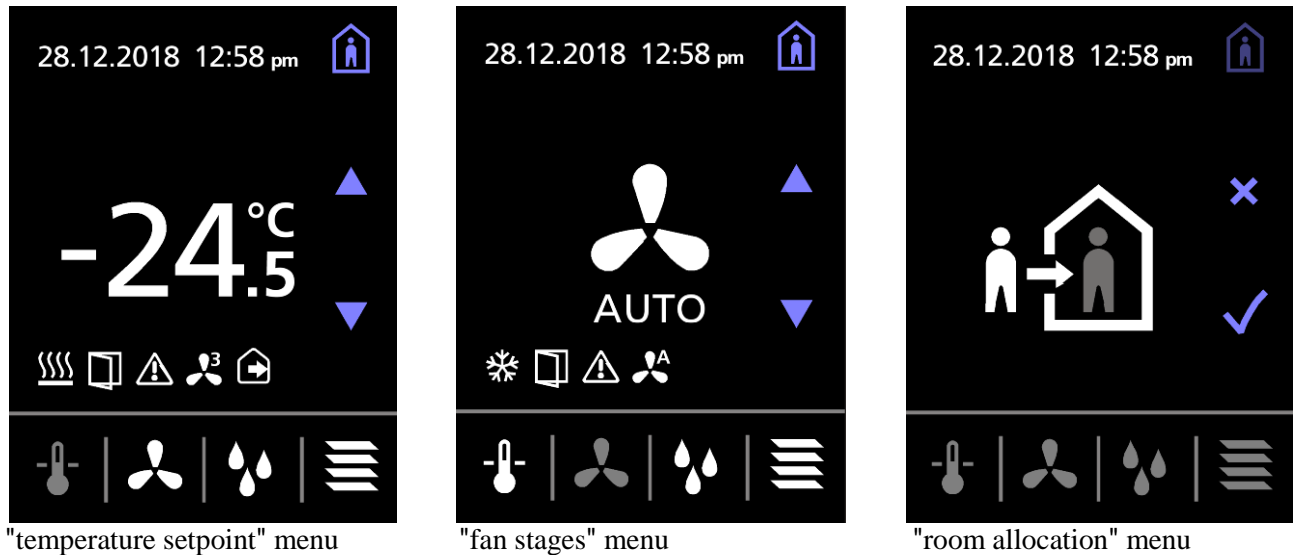 28.12.2018 12:58 pm
-24.5 °C
3
"temperature setpoint" menu
28.12.2018 12:58 pm
AUTO
A
"fan stages" menu
28.12.2018 12:58 pm
"room allocation" menu